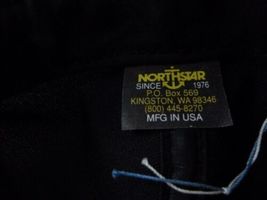 NORTHSTAR
SINCE 1976
P.O. Box 569
KINGSTON, WA 98346
(800) 445-8270
MFG IN USA